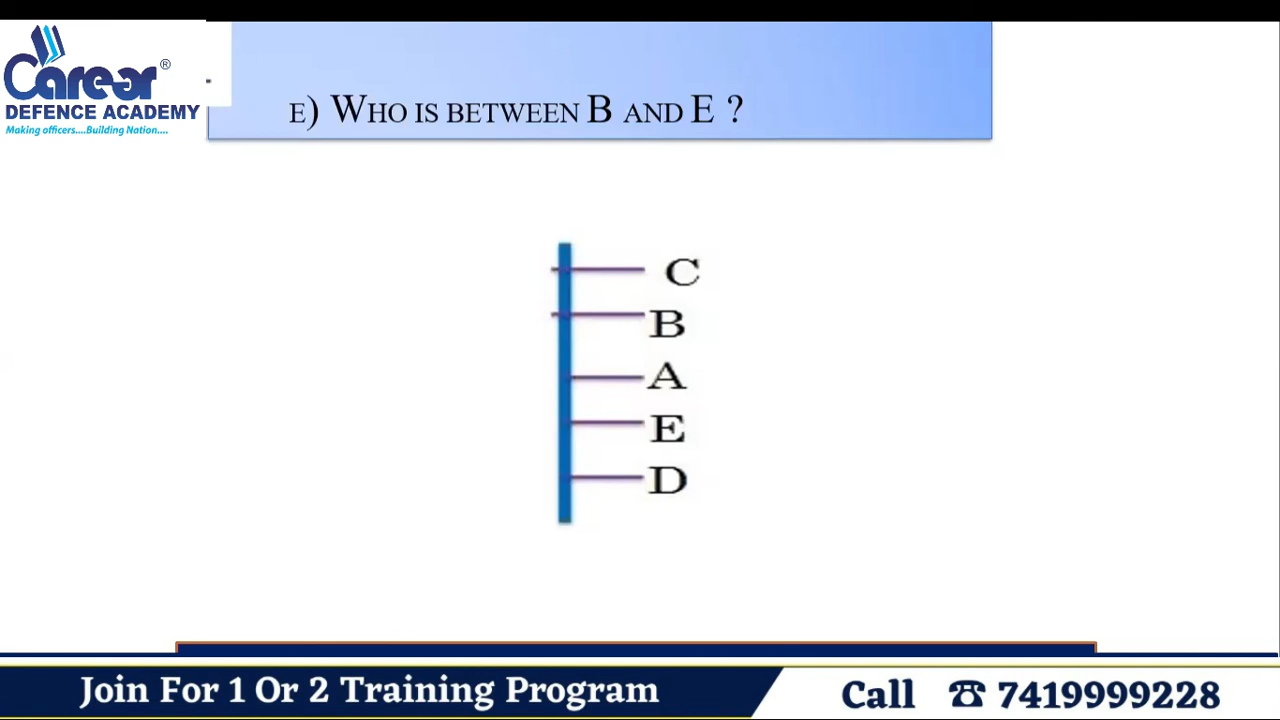 Carear®
DEFENCE ACADEMY
Making officers....Building Nation....
E) WHO IS BETWEEN B AND E ?
C
B
A
E
D
Join For 1 Or 2 Training Program
Call ☎ 7419999228